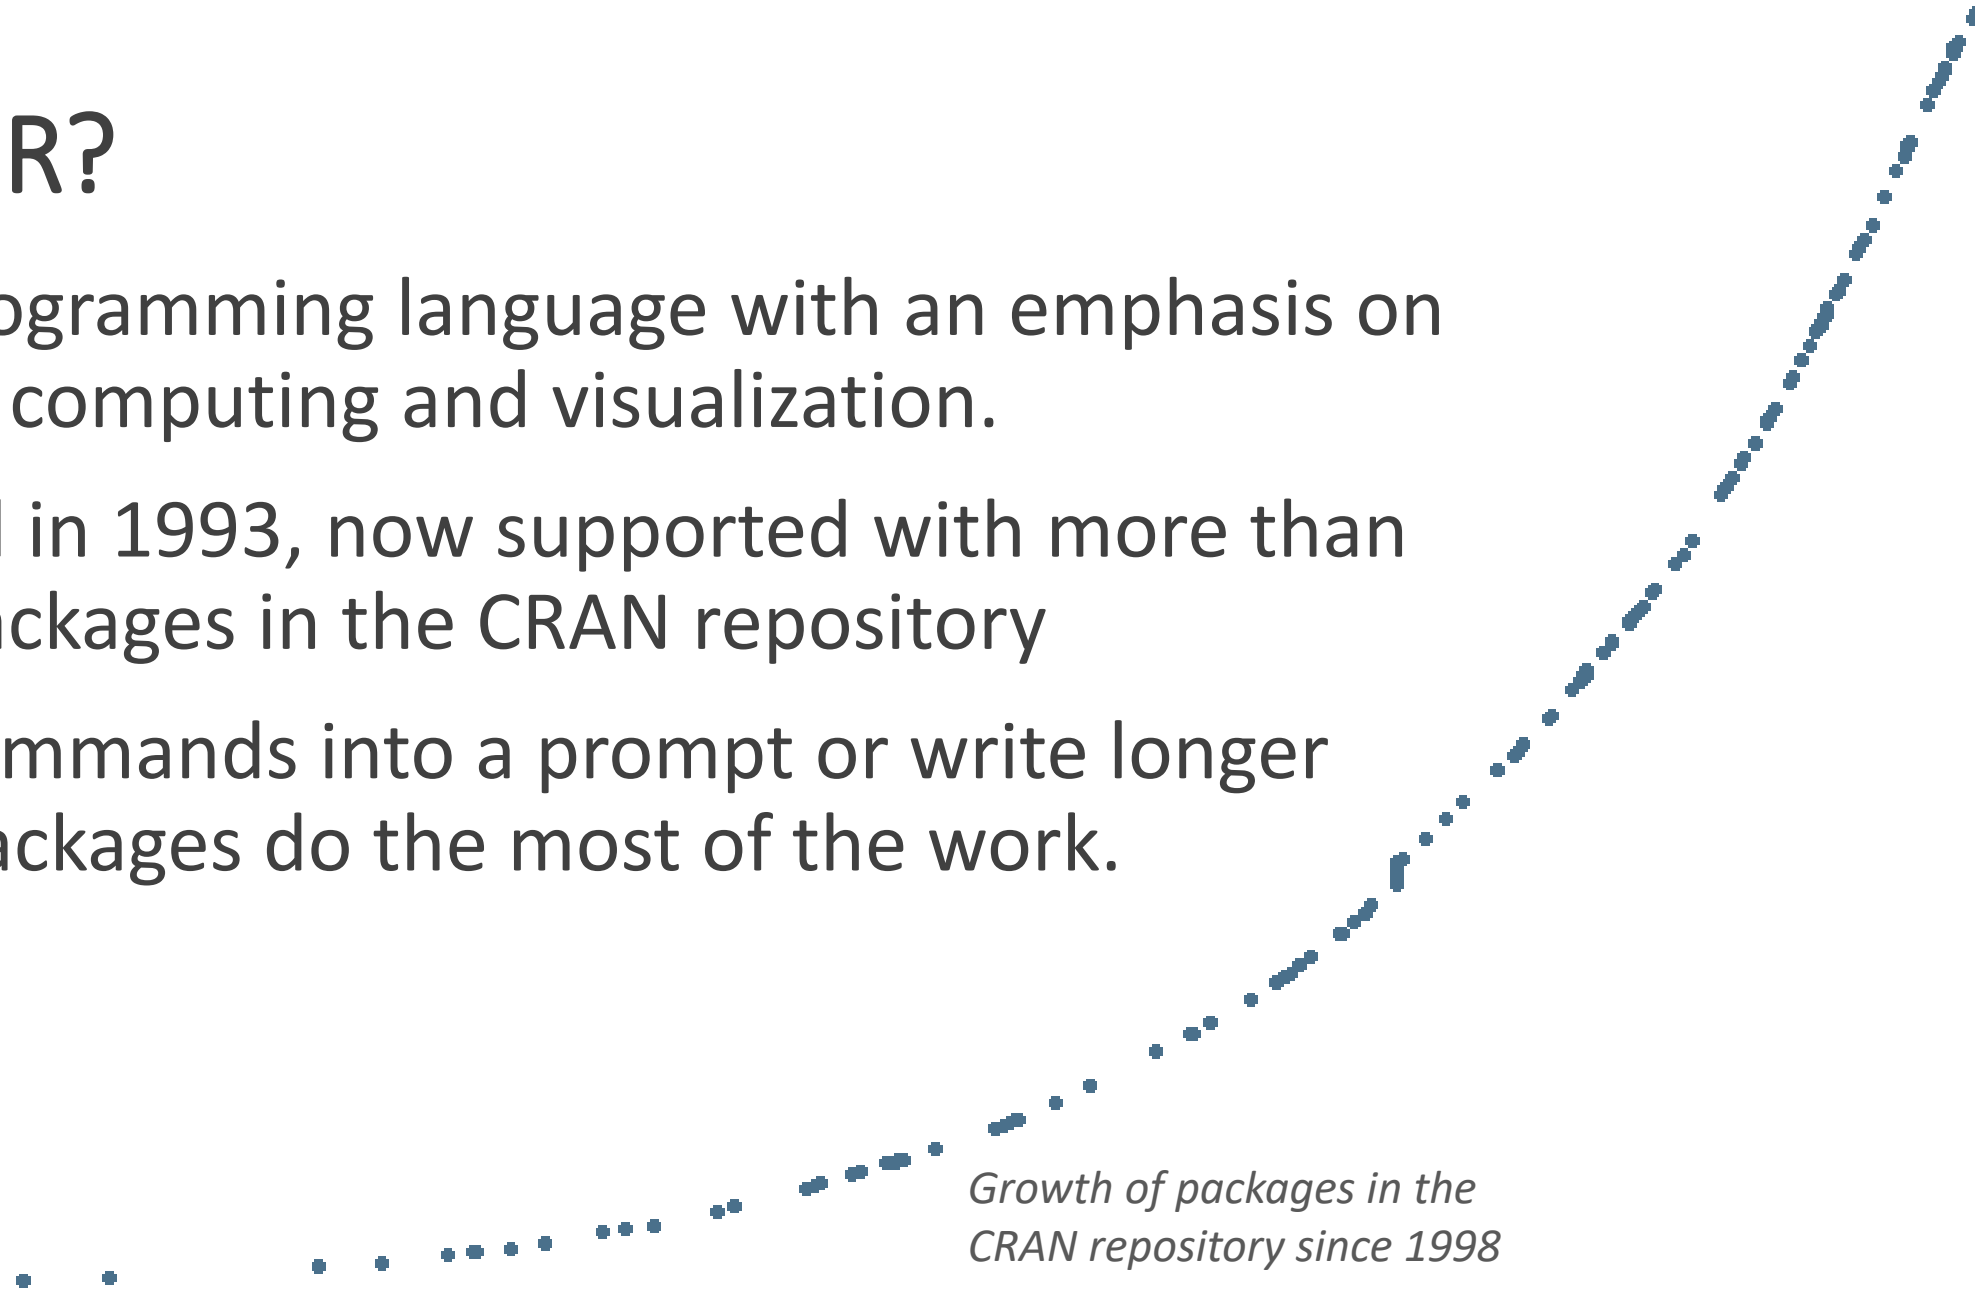 R?
ogramming language with an emphasis on
computing and visualization.
in 1993, now supported with more than
ackages in the CRAN repository
mmands into a prompt or write longer
ackages do the most of the work.
Growth of packages in the
CRAN repository since 1998